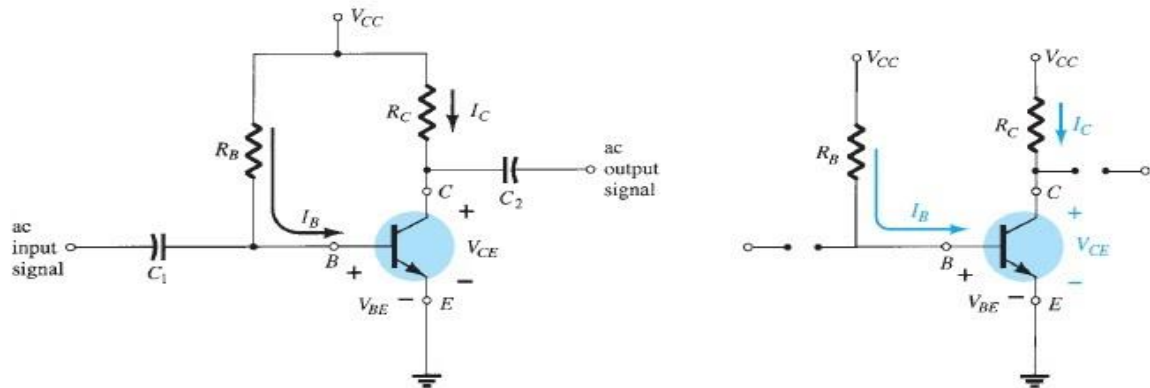 V_CC
R_C
I_C
R_B
ac
output
signal
C
C_2
I_B
+
ac
input
signal
V_CE
C_1
B
+
−
V_BE
−
E
V_CC
V_CC
R_C
I_C
R_B
C
I_B
+
V_CE
B
+
−
V_BE
−
E